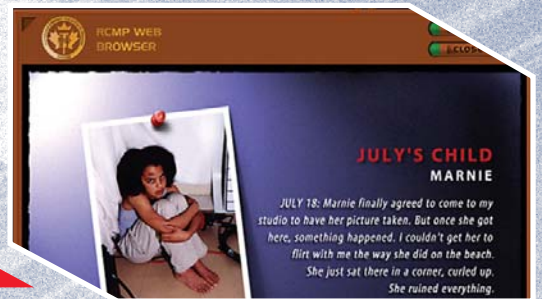 RCMP WEB
BROWSER
JULY'S CHILD
MARNIE
JULY 18: Marnie finally agreed to come to my
studio to have her picture taken. But once she got
here, something happened. I couldn't get her to
flirt with me the way she did on the beach.
She just sat there in a corner, curled up.
She ruined everything.